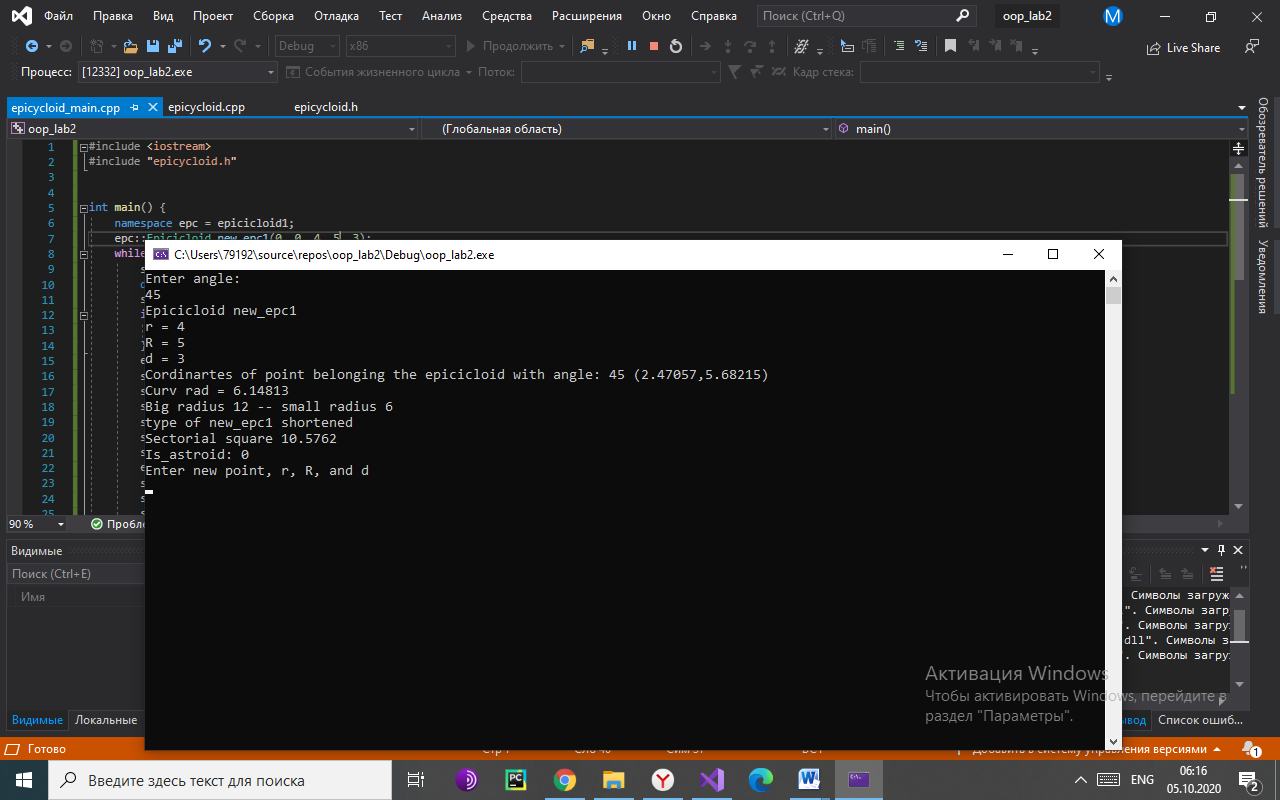 Файл Правка Вид Проект Сборка Отладка Тест Анализ Средства Расширения Окно Справка Поиск (Ctrl+Q) oop_lab2 M
Debug x86 Продолжить Live Share
Процесс: [12332] oop_lab2.exe События жизненного цикла Поток: Кадр стека:
epicycloid_main.cpp epicycloid.cpp epicycloid.h
oop_lab2 (Глобальная область) main()
1 #include <iostream>
2 #include "epicycloid.h"
3
4
5 int main() {
6 namespace epc = epicicloid1;
7 epc::Epicicloid new_epc1(0, 0, 4, 5, 3);
8 while
9
10
11
12
13
14
15
16
17
18
19
20
21
22
23
24
25
Обозреватель решений
Уведомления
C:\Users\79192\source\repos\oop_lab2\Debug\oop_lab2.exe
Enter angle:
45
Epicicloid new_epc1
r = 4
R = 5
d = 3
Cordinartes of point belonging the epicicloid with angle: 45 (2.47057,5.68215)
Curv rad = 6.14813
Big radius 12 -- small radius 6
type of new_epc1 shortened
Sectorial square 10.5762
Is_astroid: 0
Enter new point, r, R, and d
90 % Пробле
Видимые
Поиск (Ctrl+E)
Имя
Символы загруж
". Символы загру
". Символы загру
dll". Символы з
". Символы загру
Активация Windows
Чтобы активировать Windows, перейдите в
раздел "Параметры".
Видимые Локальные ывод Список ошиб...
Готово Добавить в систему управления версиями 1
Введите здесь текст для поиска ENG 06:16
05.10.2020 2